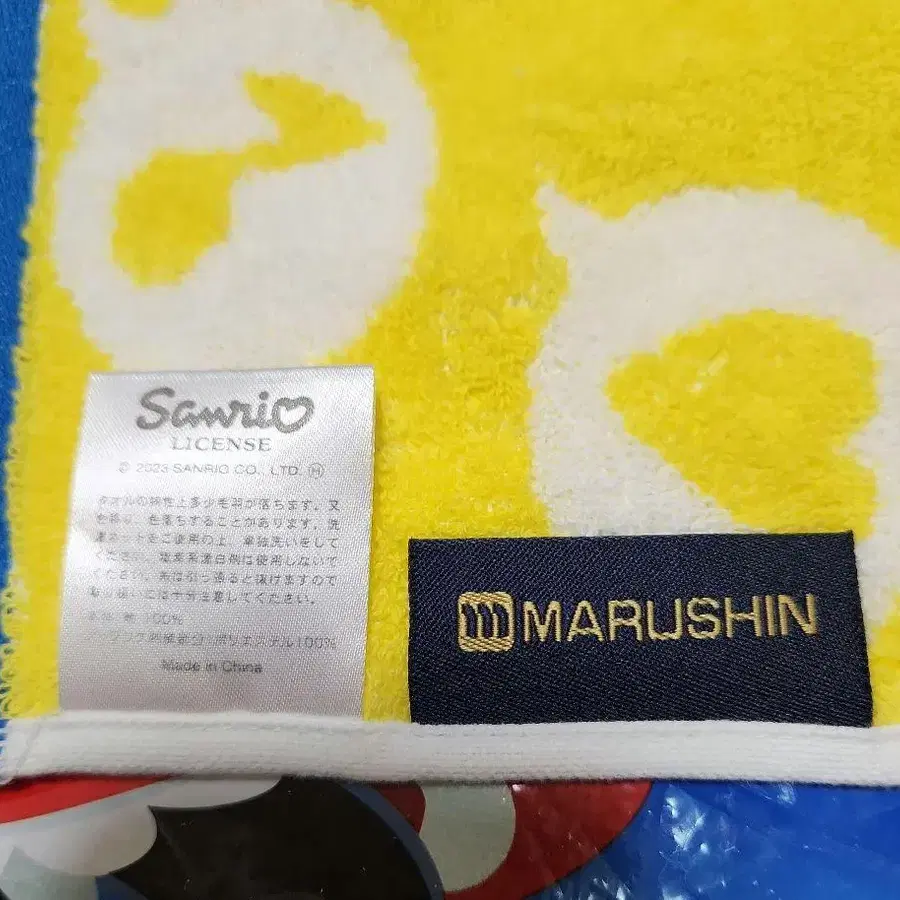 Sanrio
LICENSE
© 2023 SANRIO CO., LTD. Ⓗ
タオルの特性上多少毛羽が落ちます。又
色落ちすることがあります。洗
濯ネットをご使用の上、単独洗いをして
ください。塩素系漂白剤は使用しないで
ください。糸は引っ張ると抜けますので
取り扱いには十分注意してください。
100%
ポリエステル100%
Made in China
MARUSHIN